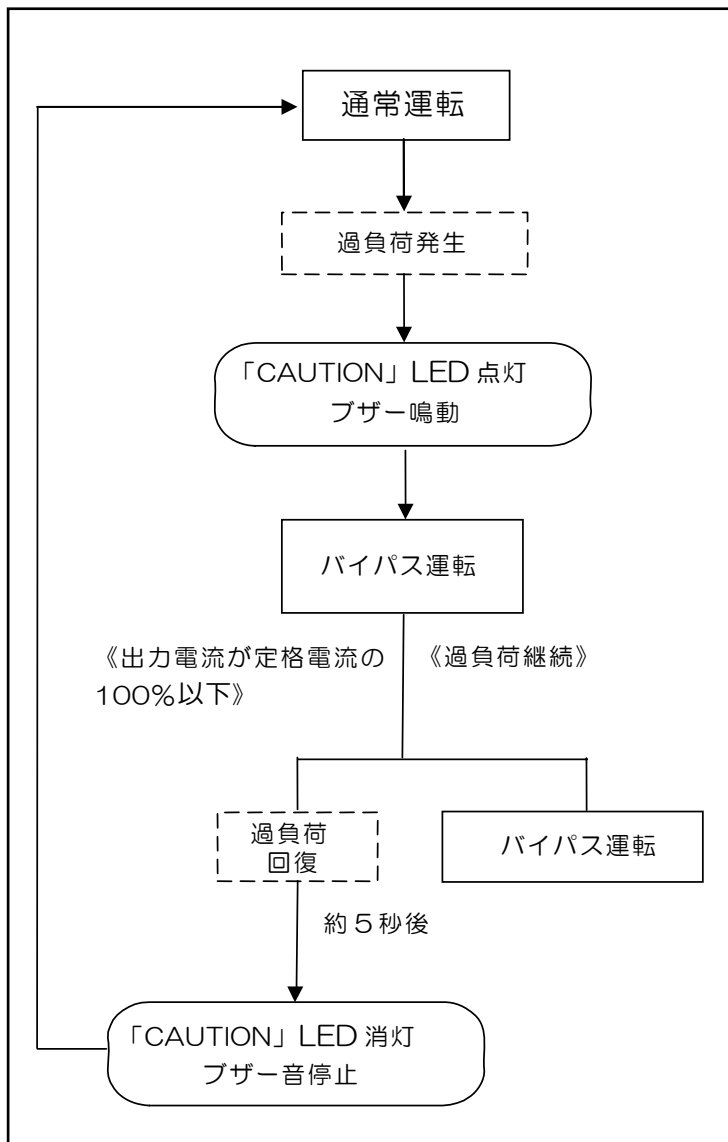 通常運転
過負荷発生
「CAUTION」LED 点灯
ブザー鳴動
バイパス運転
《出力電流が定格電流の
100%以下》
《過負荷継続》
過負荷
回復
バイパス運転
約5秒後
「CAUTION」LED 消灯
ブザー音停止